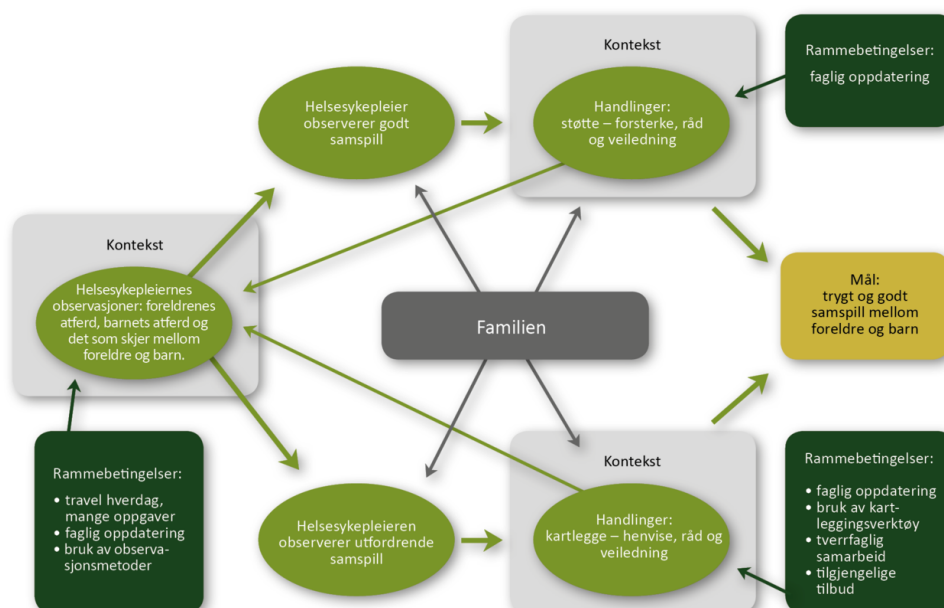 Kontekst
Handlinger:
støtte – forsterke, råd
og veiledning
Rammebetingelser:
faglig oppdatering
Helsesykepleier
observerer godt
samspill
Kontekst
Helsesykepleiernes
observasjoner: foreldrenes
atferd, barnets atferd og
det som skjer mellom
foreldre og barn.
Familien
Mål:
trygt og godt
samspill mellom
foreldre og barn
Rammebetingelser:
• travel hverdag,
mange oppgaver
• faglig oppdatering
• bruk av observa-
sjonsmetoder
Helsesykepleieren
observerer utfordrende
samspill
Kontekst
Handlinger:
kartlegge – henvise, råd og
veiledning
Rammebetingelser:
• faglig oppdatering
• bruk av kart-
leggingsverktøy
• tverrfaglig
samarbeid
• tilgjengelige
tilbud